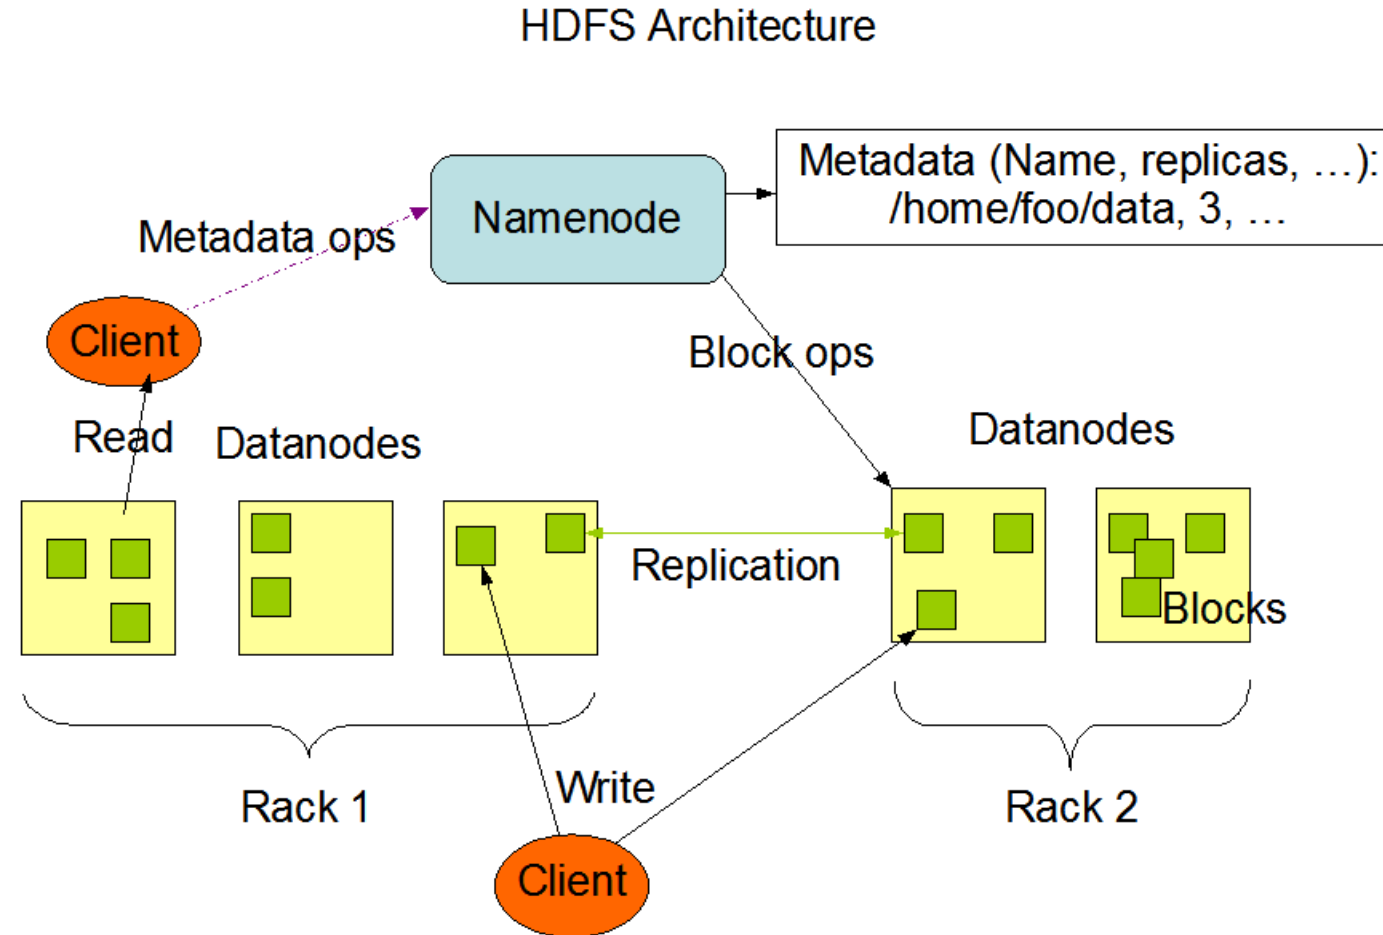 HDFS Architecture
Metadata (Name, replicas, …):
/home/foo/data, 3, …
Namenode
Metadata ops
Client
Block ops
Read
Datanodes
Datanodes
Replication
Blocks
Rack 1
Write
Rack 2
Client